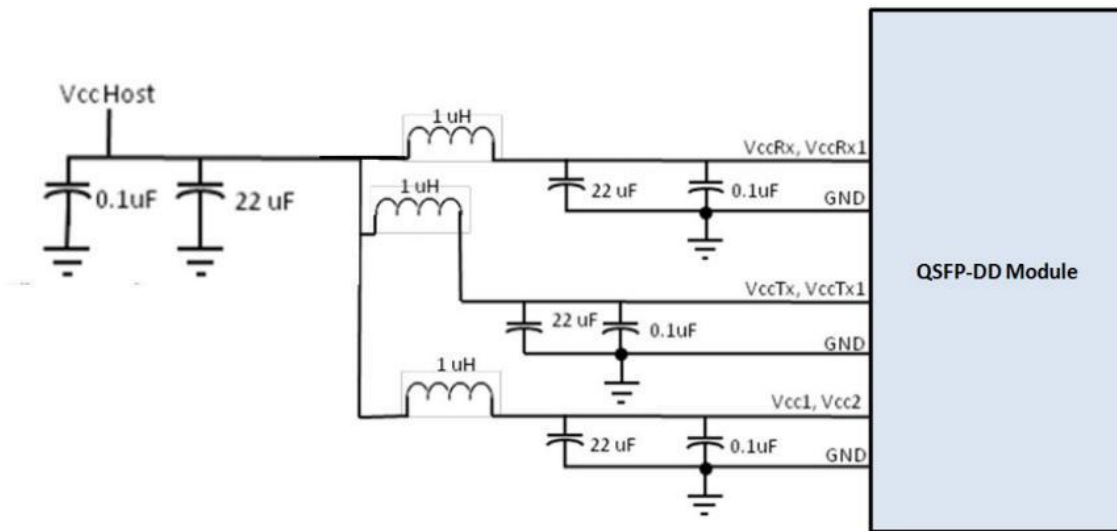 VccHost
0.1uF
22 uF
1 uH
VccRx, VccRx1
22 uF
0.1uF
GND
1 uH
QSFP-DD Module
VccTx, VccTx1
22 uF
0.1uF
GND
1 uH
Vcc1, Vcc2
22 uF
0.1uF
GND